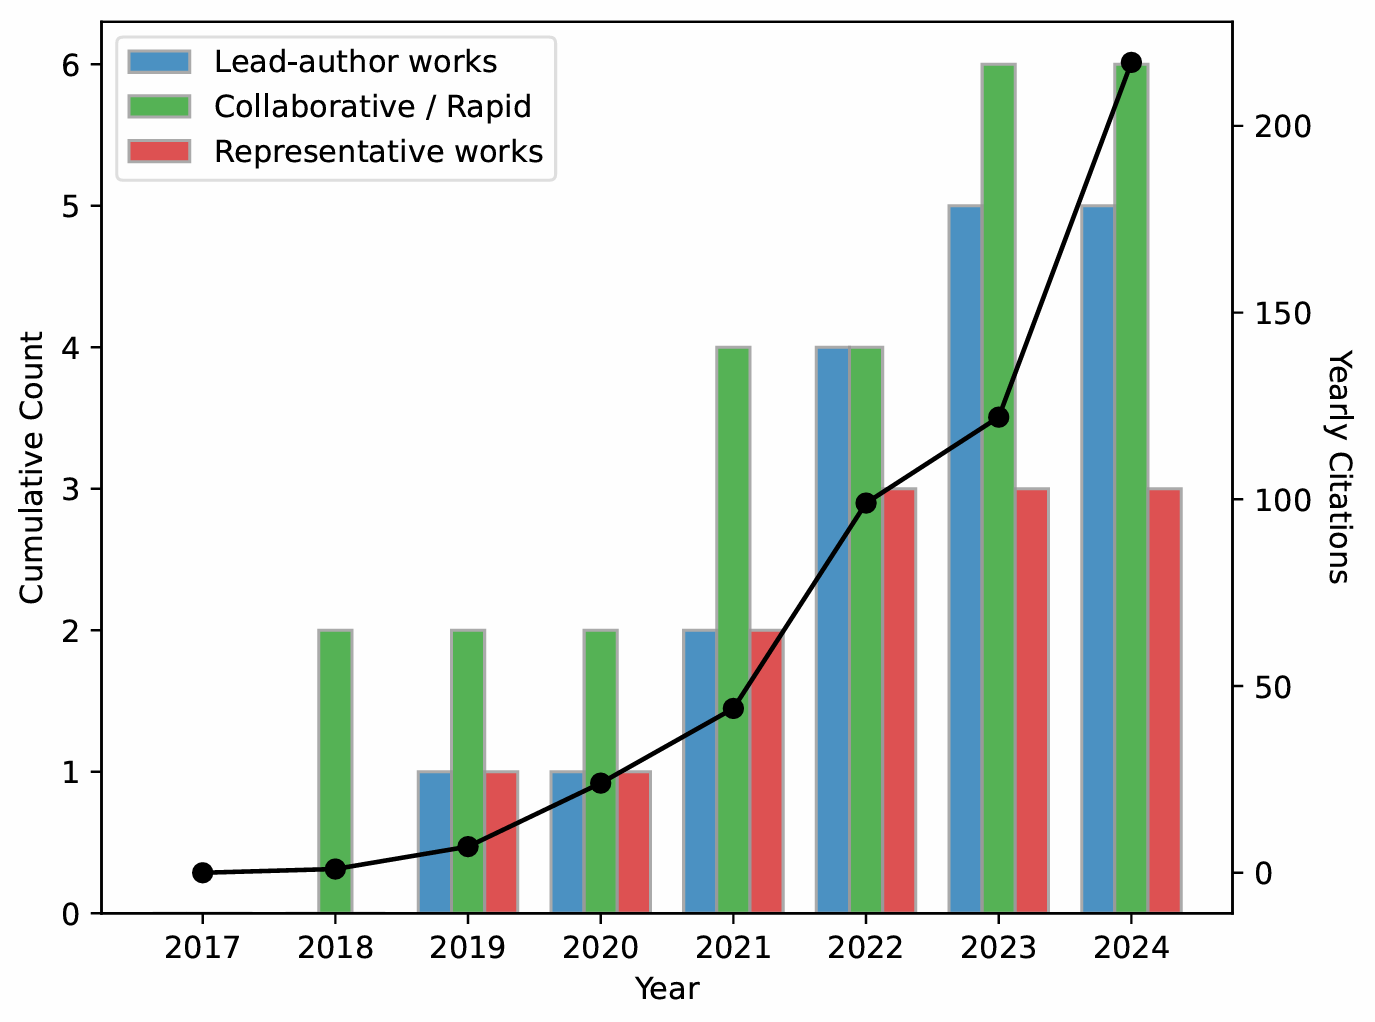 Lead-author works
Collaborative / Rapid
Representative works
6
5
4
3
2
1
0
Cumulative Count
200
150
100
50
0
Yearly Citations
2017 2018 2019 2020 2021 2022 2023 2024
Year